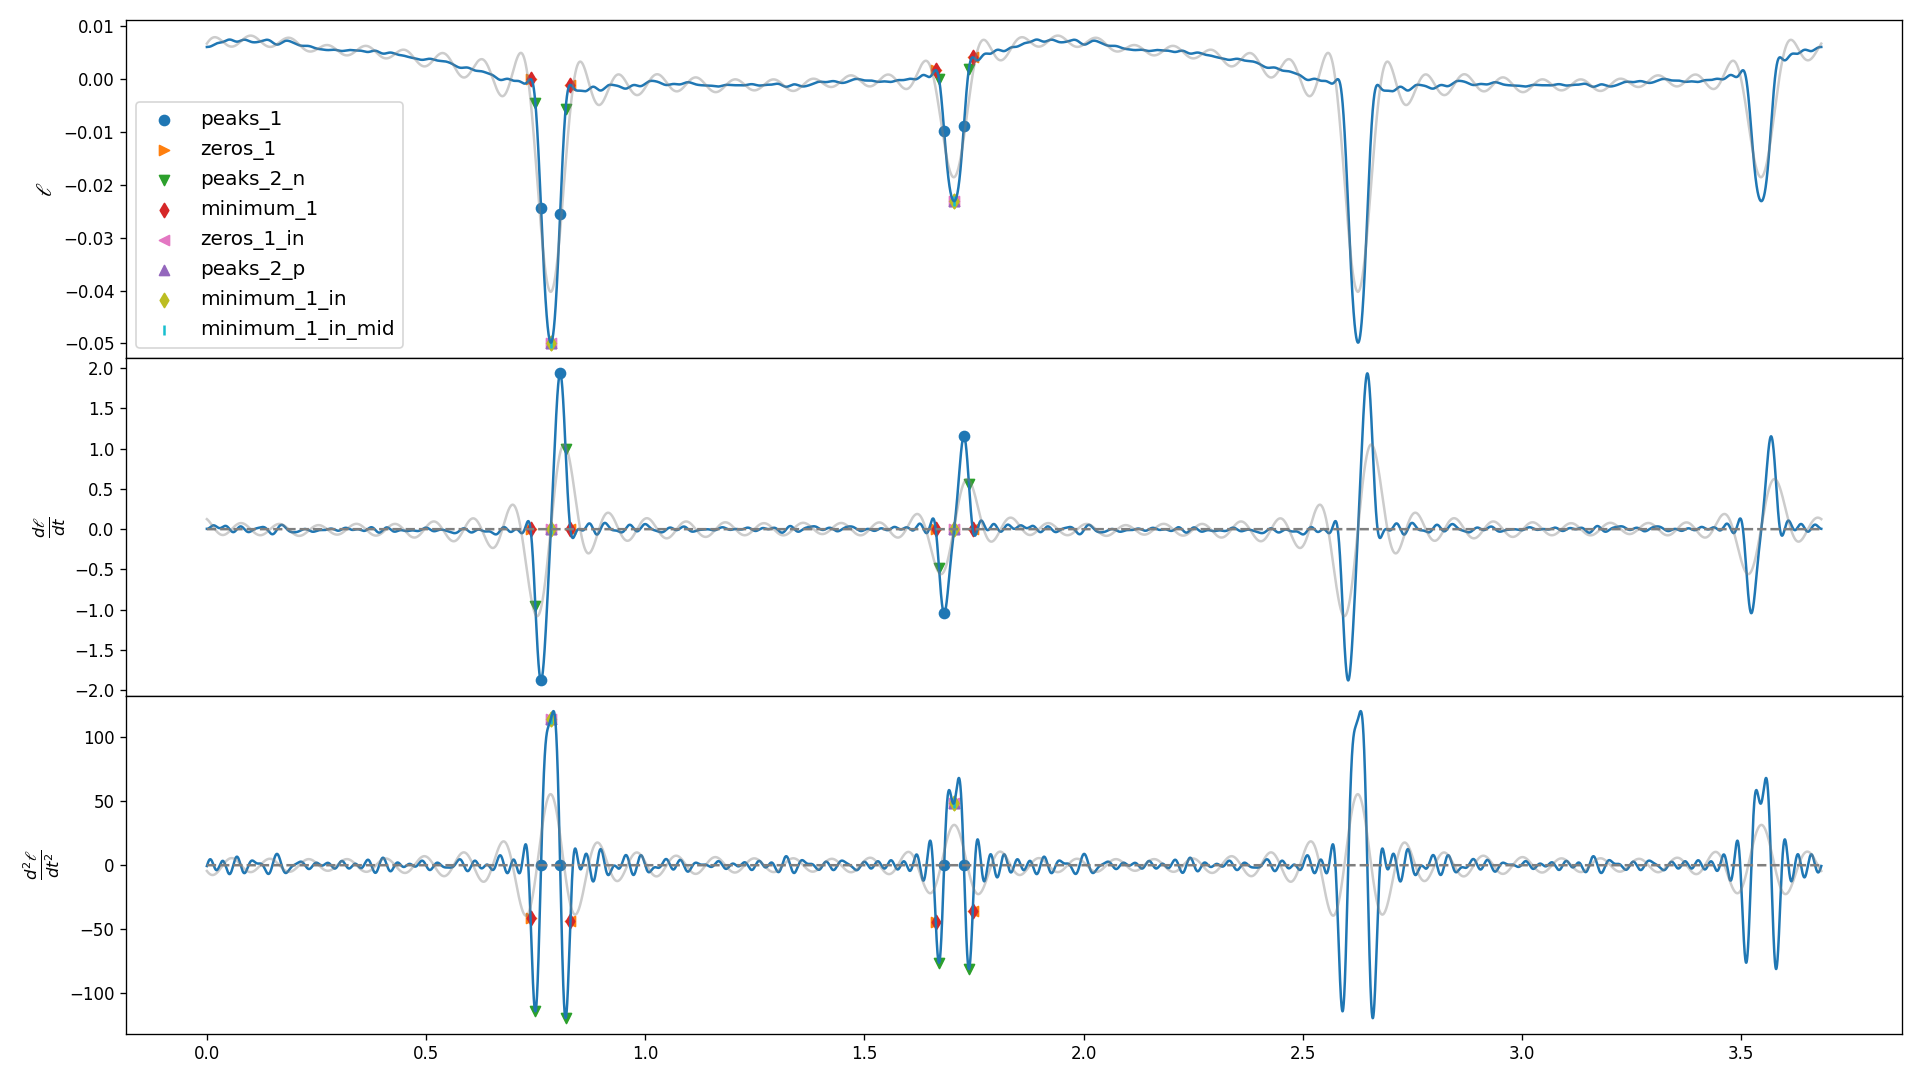 0.01
0.00
−0.01
−0.02
−0.03
−0.04
−0.05
ℓ
peaks_1
zeros_1
peaks_2_n
minimum_1
zeros_1_in
peaks_2_p
minimum_1_in
minimum_1_in_mid
2.0
1.5
1.0
0.5
0.0
−0.5
−1.0
−1.5
−2.0
dℓ/dt
100
50
0
−50
−100
d²ℓ/dt²
0.0 0.5 1.0 1.5 2.0 2.5 3.0 3.5